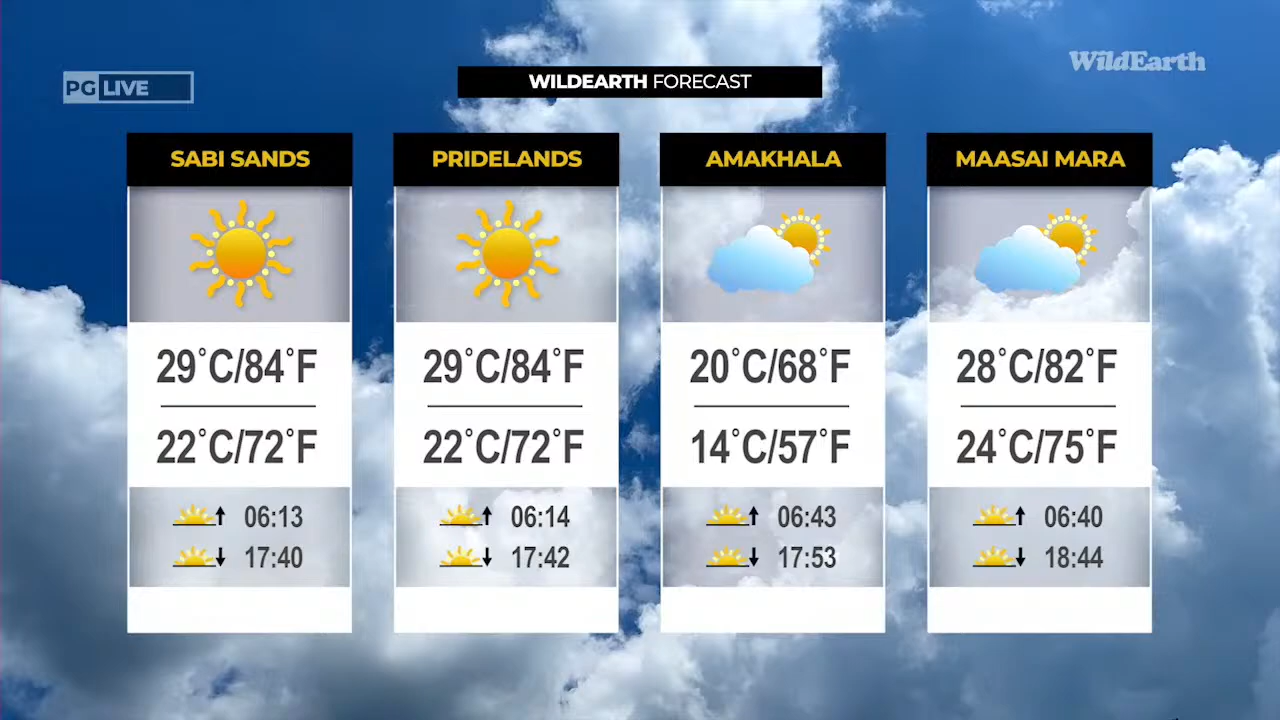 WildEarth
PG LIVE
WILDEARTH FORECAST
SABI SANDS
29°C/84°F
22°C/72°F
06:13
17:40
PRIDELANDS
29°C/84°F
22°C/72°F
06:14
17:42
AMAKHALA
20°C/68°F
14°C/57°F
06:43
17:53
MAASAI MARA
28°C/82°F
24°C/75°F
06:40
18:44